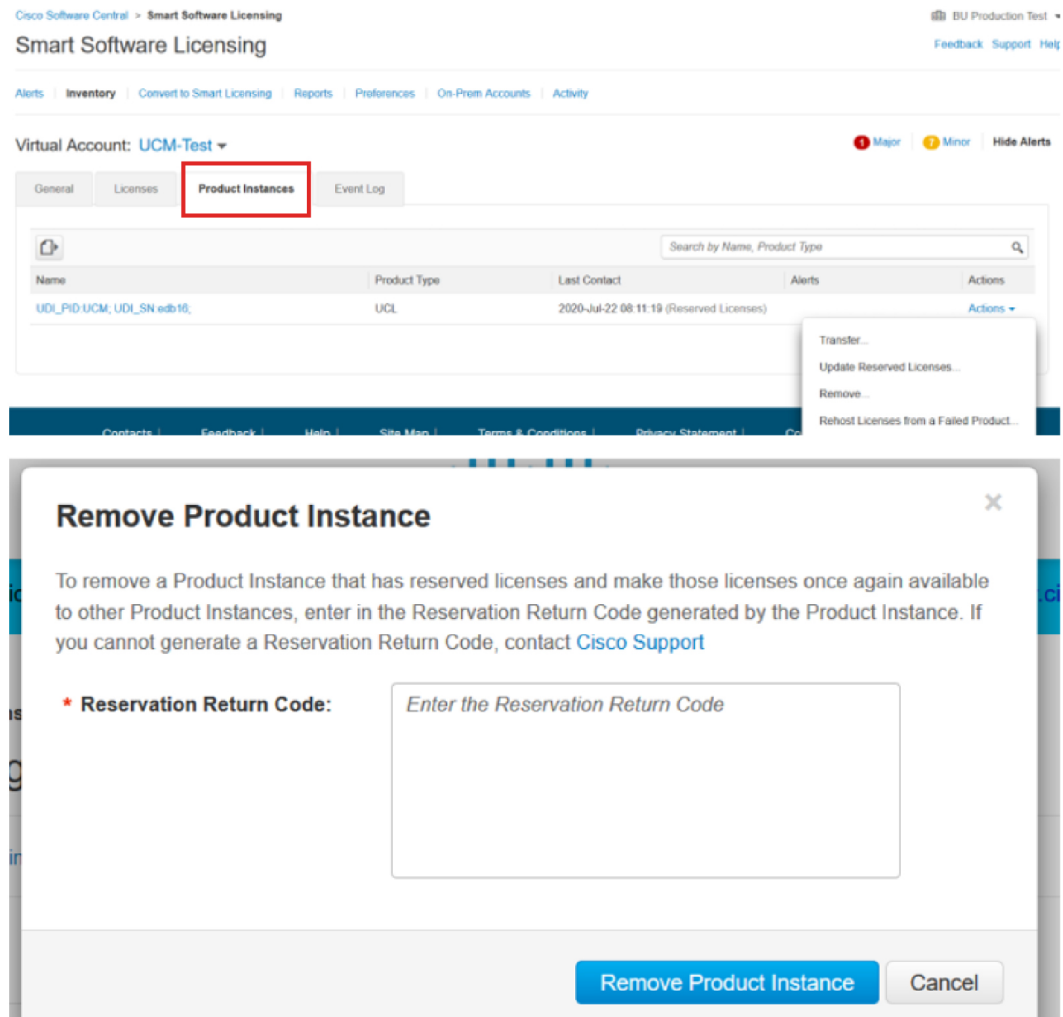 Cisco Software Central > Smart Software Licensing
BU Production Test
Smart Software Licensing
Feedback Support Help
Alerts | Inventory | Convert to Smart Licensing | Reports | Preferences | On-Prem Accounts | Activity
Virtual Account: UCM-Test
1 Major | 7 Minor | Hide Alerts
General Licenses Product Instances Event Log
Search by Name, Product Type
Name Product Type Last Contact Alerts Actions
UDI_PID:UCM; UDI_SN:edb16; UCL 2020-Jul-22 08:11:19 (Reserved Licenses) Actions
Transfer...
Update Reserved Licenses...
Remove...
Rehost Licenses from a Failed Product...
Contacts | Feedback | Help | Site Map | Terms & Conditions | Privacy Statement |
Remove Product Instance
To remove a Product Instance that has reserved licenses and make those licenses once again available
to other Product Instances, enter in the Reservation Return Code generated by the Product Instance. If
you cannot generate a Reservation Return Code, contact Cisco Support
* Reservation Return Code: Enter the Reservation Return Code
Remove Product Instance Cancel